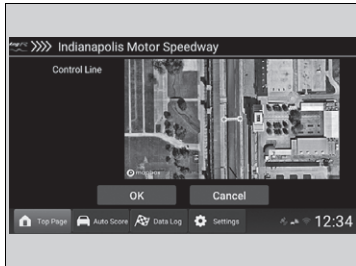 Indianapolis Motor Speedway
Control Line
OK
Cancel
Top Page
Auto Score
Data Log
Settings
12:34